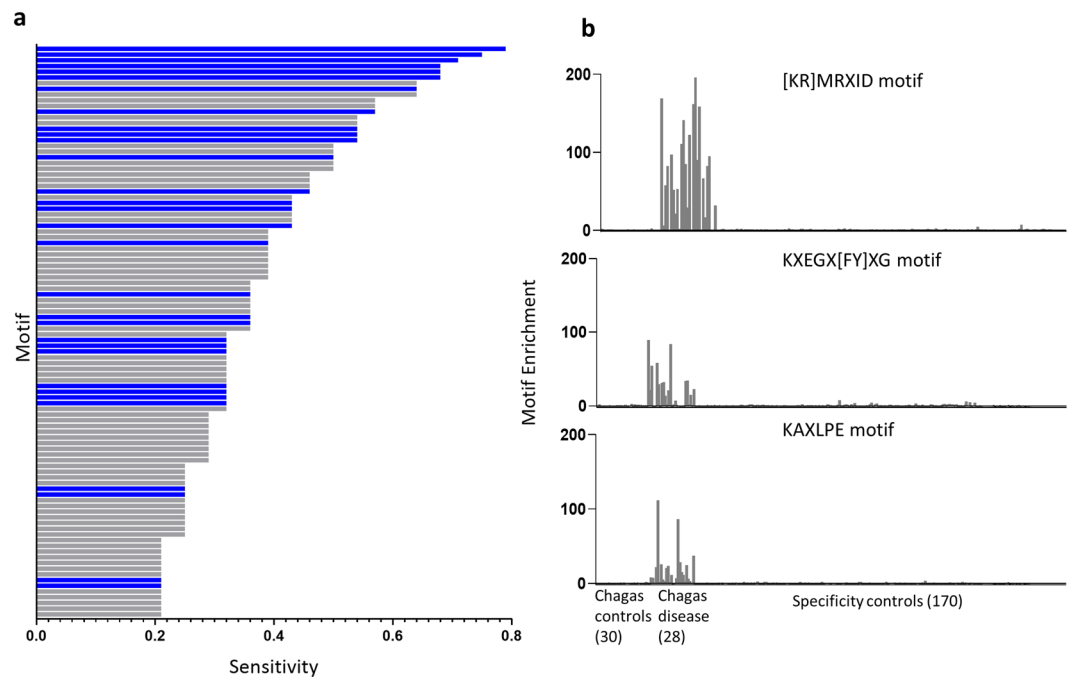 a
Motif
0.0 0.2 0.4 0.6 0.8
Sensitivity
b
Motif Enrichment
[KR]MRXID motif
200
100
0
KXEGX[FY]XG motif
200
100
0
KAXLPE motif
200
100
0
Chagas
controls
(30)
Chagas
disease
(28)
Specificity controls (170)